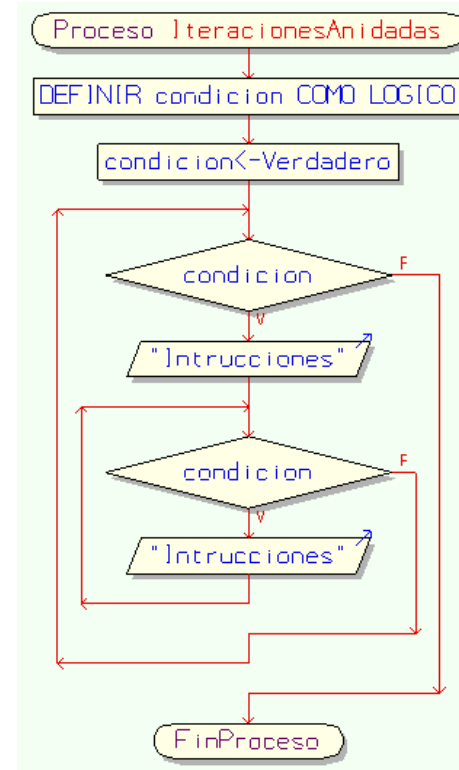 Proceso IteracionesAnidadas
DEFINIR condicion COMO LOGICO
condicion<-Verdadero
condicion
F
V
"Intrucciones"
condicion
F
V
"Intrucciones"
FinProceso